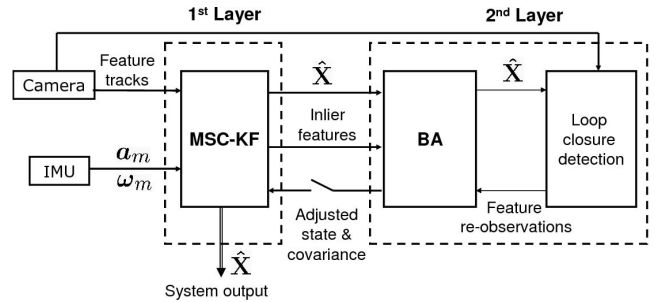 1st Layer
2nd Layer
Camera
Feature
tracks
X̂
X̂
Inlier
features
MSC-KF
BA
Loop
closure
detection
IMU
a_m
ω_m
Adjusted
state &
covariance
Feature
re-observations
X̂
System output